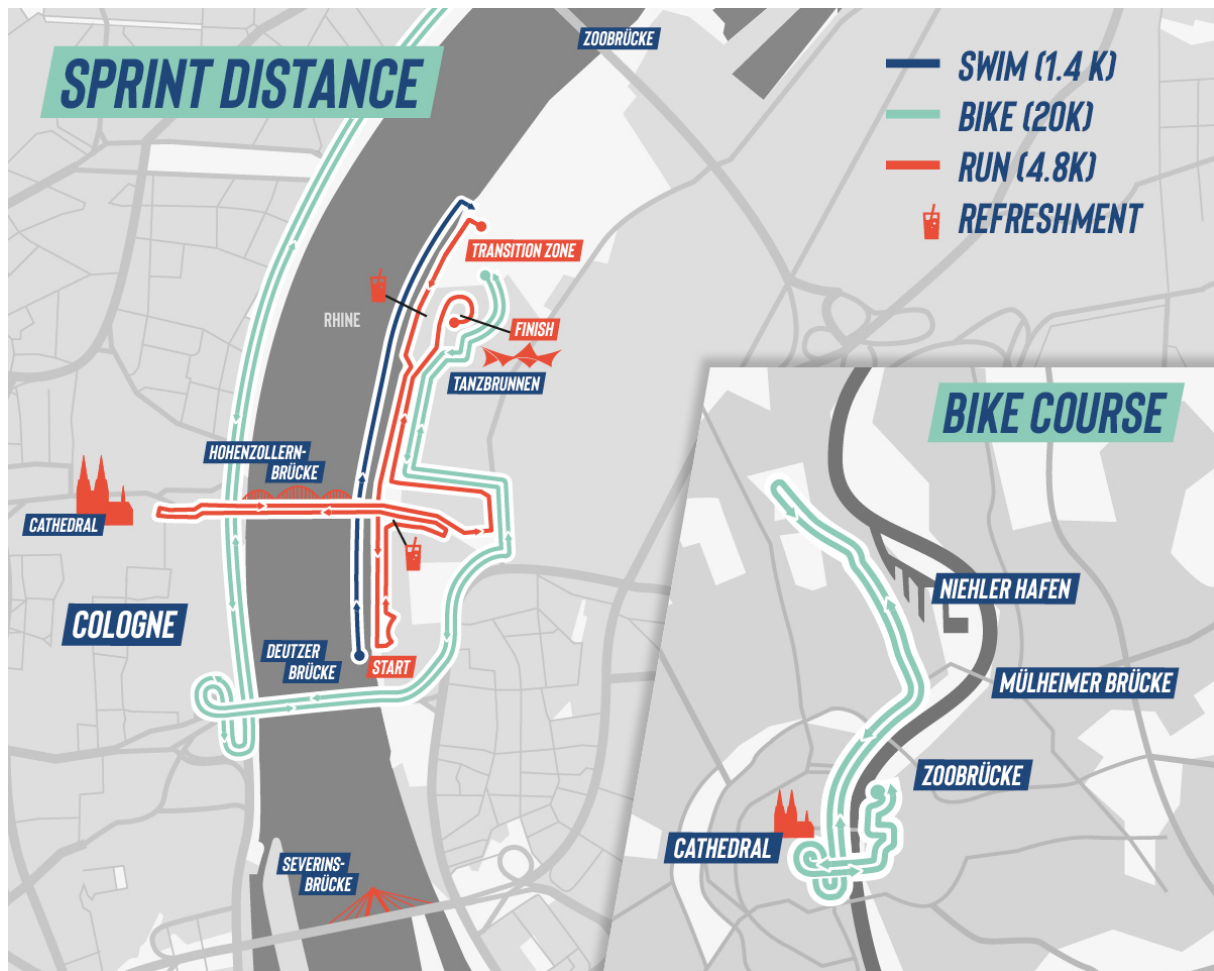 SPRINT DISTANCE
ZOOBRÜCKE
SWIM (1.4 K)
BIKE (20K)
RUN (4.8K)
REFRESHMENT
TRANSITION ZONE
RHINE
FINISH
TANZBRUNNEN
HOHENZOLLERN-
BRÜCKE
CATHEDRAL
COLOGNE
DEUTZER
BRÜCKE
START
SEVERINS-
BRÜCKE
BIKE COURSE
NIEHLER HAFEN
MÜLHEIMER BRÜCKE
ZOOBRÜCKE
CATHEDRAL